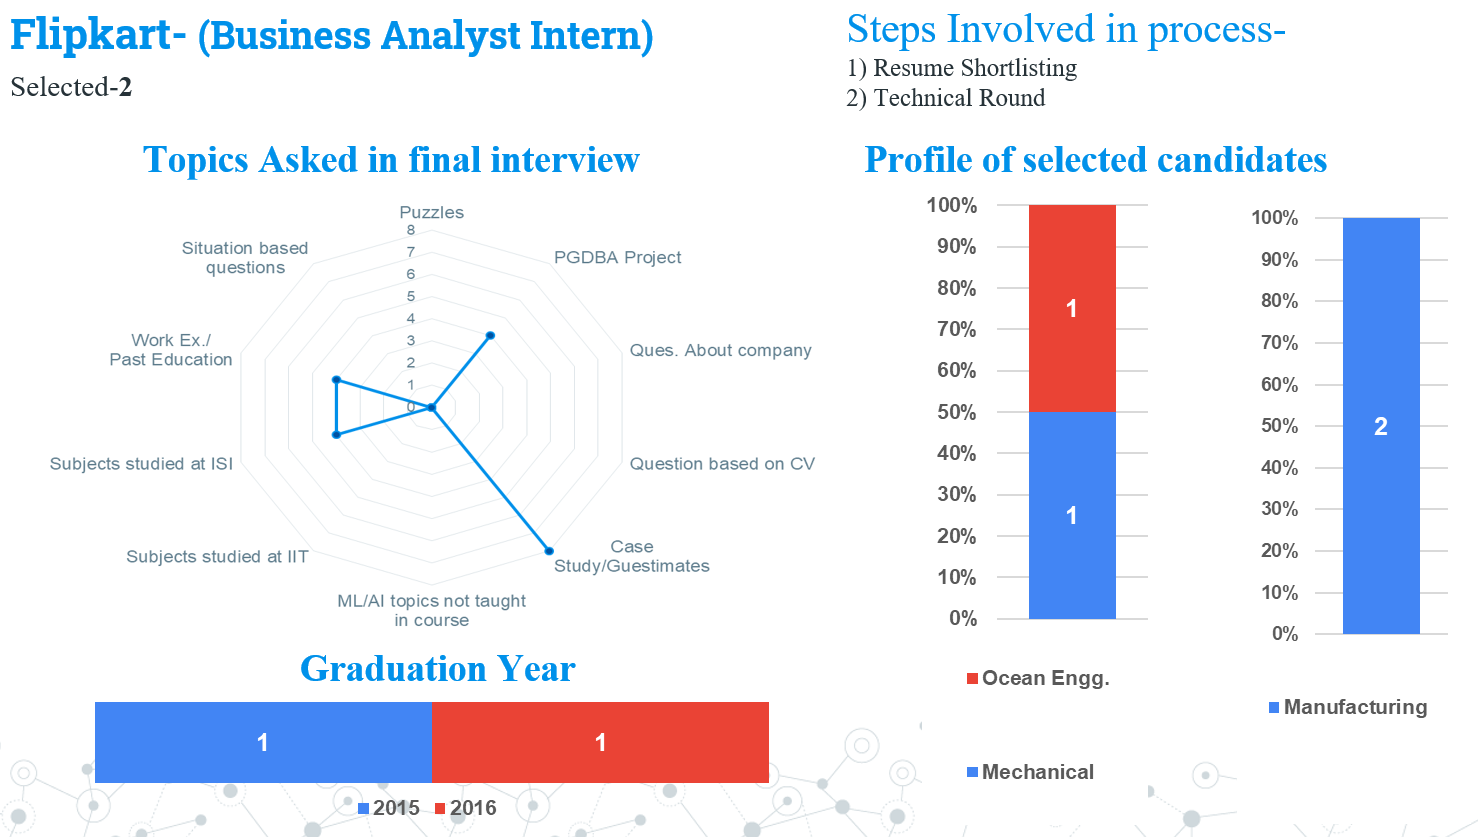 Flipkart- (Business Analyst Intern)
Selected-2
Steps Involved in process-
1) Resume Shortlisting
2) Technical Round
Topics Asked in final interview
Puzzles
PGDBA Project
Ques. About company
Question based on CV
Case
Study/Guestimates
ML/AI topics not taught
in course
Subjects studied at IIT
Subjects studied at ISI
Work Ex./
Past Education
Situation based
questions
8
7
6
5
4
3
2
1
0
Graduation Year
1 1
2015 2016
Profile of selected candidates
100%
90%
80%
70%
60%
50%
40%
30%
20%
10%
0%
1
1
Ocean Engg.
Mechanical
100%
90%
80%
70%
60%
50%
40%
30%
20%
10%
0%
2
Manufacturing